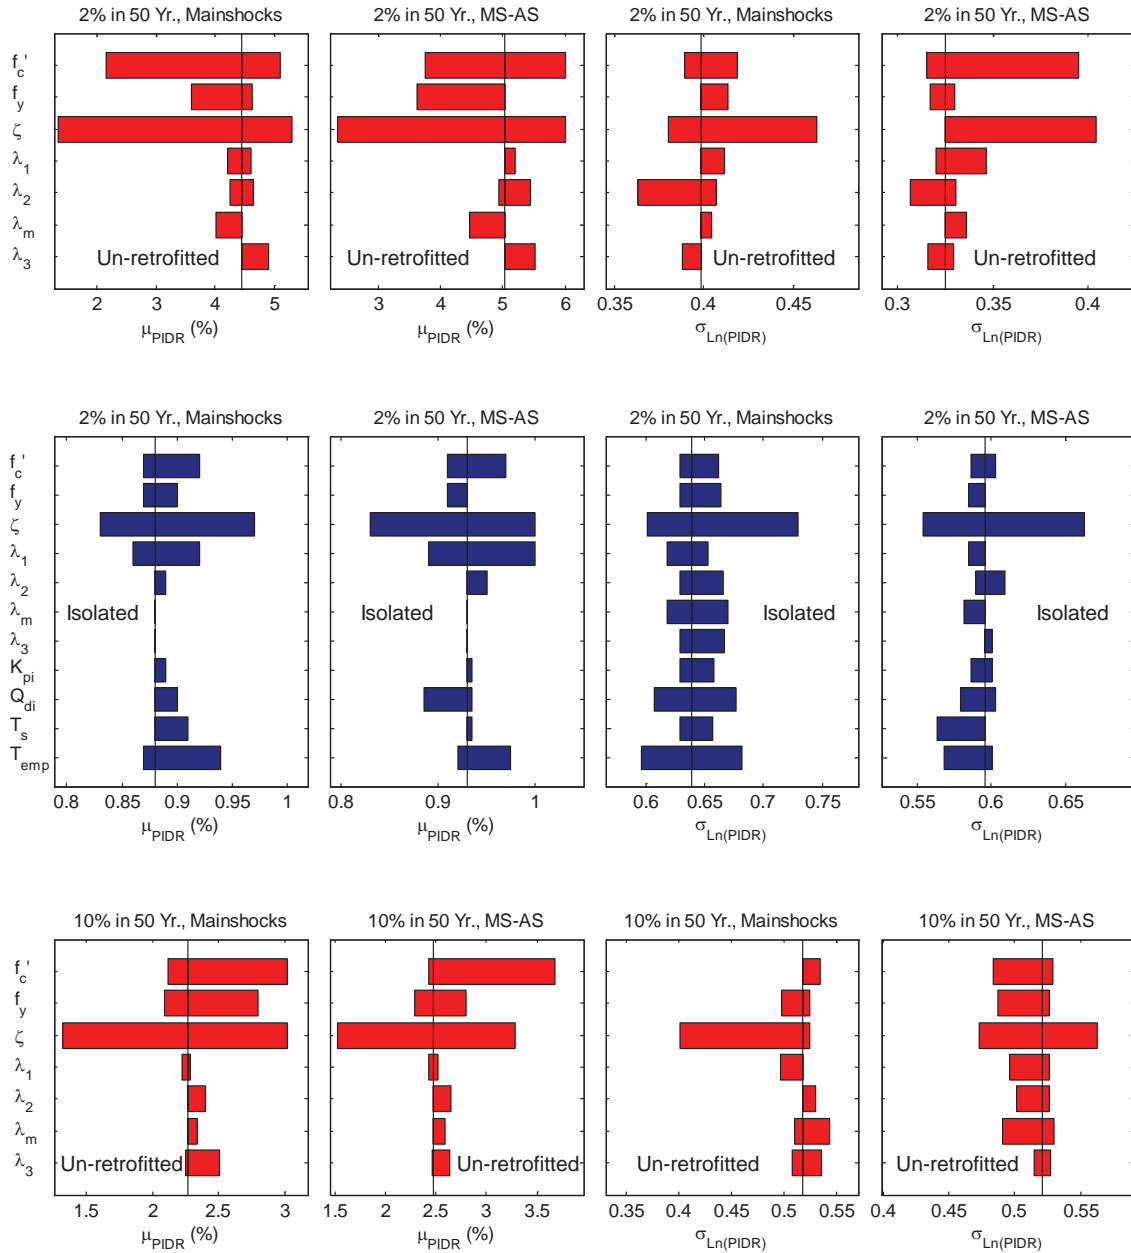 2% in 50 Yr., Mainshocks
2% in 50 Yr., MS-AS
2% in 50 Yr., Mainshocks
2% in 50 Yr., MS-AS
f_c'
f_y
ζ
λ_1
λ_2
λ_m
λ_3
Un-retrofitted
Un-retrofitted
Un-retrofitted
Un-retrofitted
2 3 4 5
3 4 5 6
0.35 0.4 0.45
0.3 0.35 0.4
μ_PIDR (%)
μ_PIDR (%)
σ_Ln(PIDR)
σ_Ln(PIDR)
2% in 50 Yr., Mainshocks
2% in 50 Yr., MS-AS
2% in 50 Yr., Mainshocks
2% in 50 Yr., MS-AS
f_c'
f_y
ζ
λ_1
λ_2
λ_m
λ_3
K_pi
Q_di
T_s
T_emp
Isolated
Isolated
Isolated
Isolated
0.8 0.85 0.9 0.95 1
0.8 0.9 1
0.6 0.65 0.7 0.75
0.55 0.6 0.65
μ_PIDR (%)
μ_PIDR (%)
σ_Ln(PIDR)
σ_Ln(PIDR)
10% in 50 Yr., Mainshocks
10% in 50 Yr., MS-AS
10% in 50 Yr., Mainshocks
10% in 50 Yr., MS-AS
f_c'
f_y
ζ
λ_1
λ_2
λ_m
λ_3
Un-retrofitted
Un-retrofitted
Un-retrofitted
Un-retrofitted
1.5 2 2.5 3
1.5 2 2.5 3 3.5
0.35 0.4 0.45 0.5 0.55
0.4 0.45 0.5 0.55
μ_PIDR (%)
μ_PIDR (%)
σ_Ln(PIDR)
σ_Ln(PIDR)